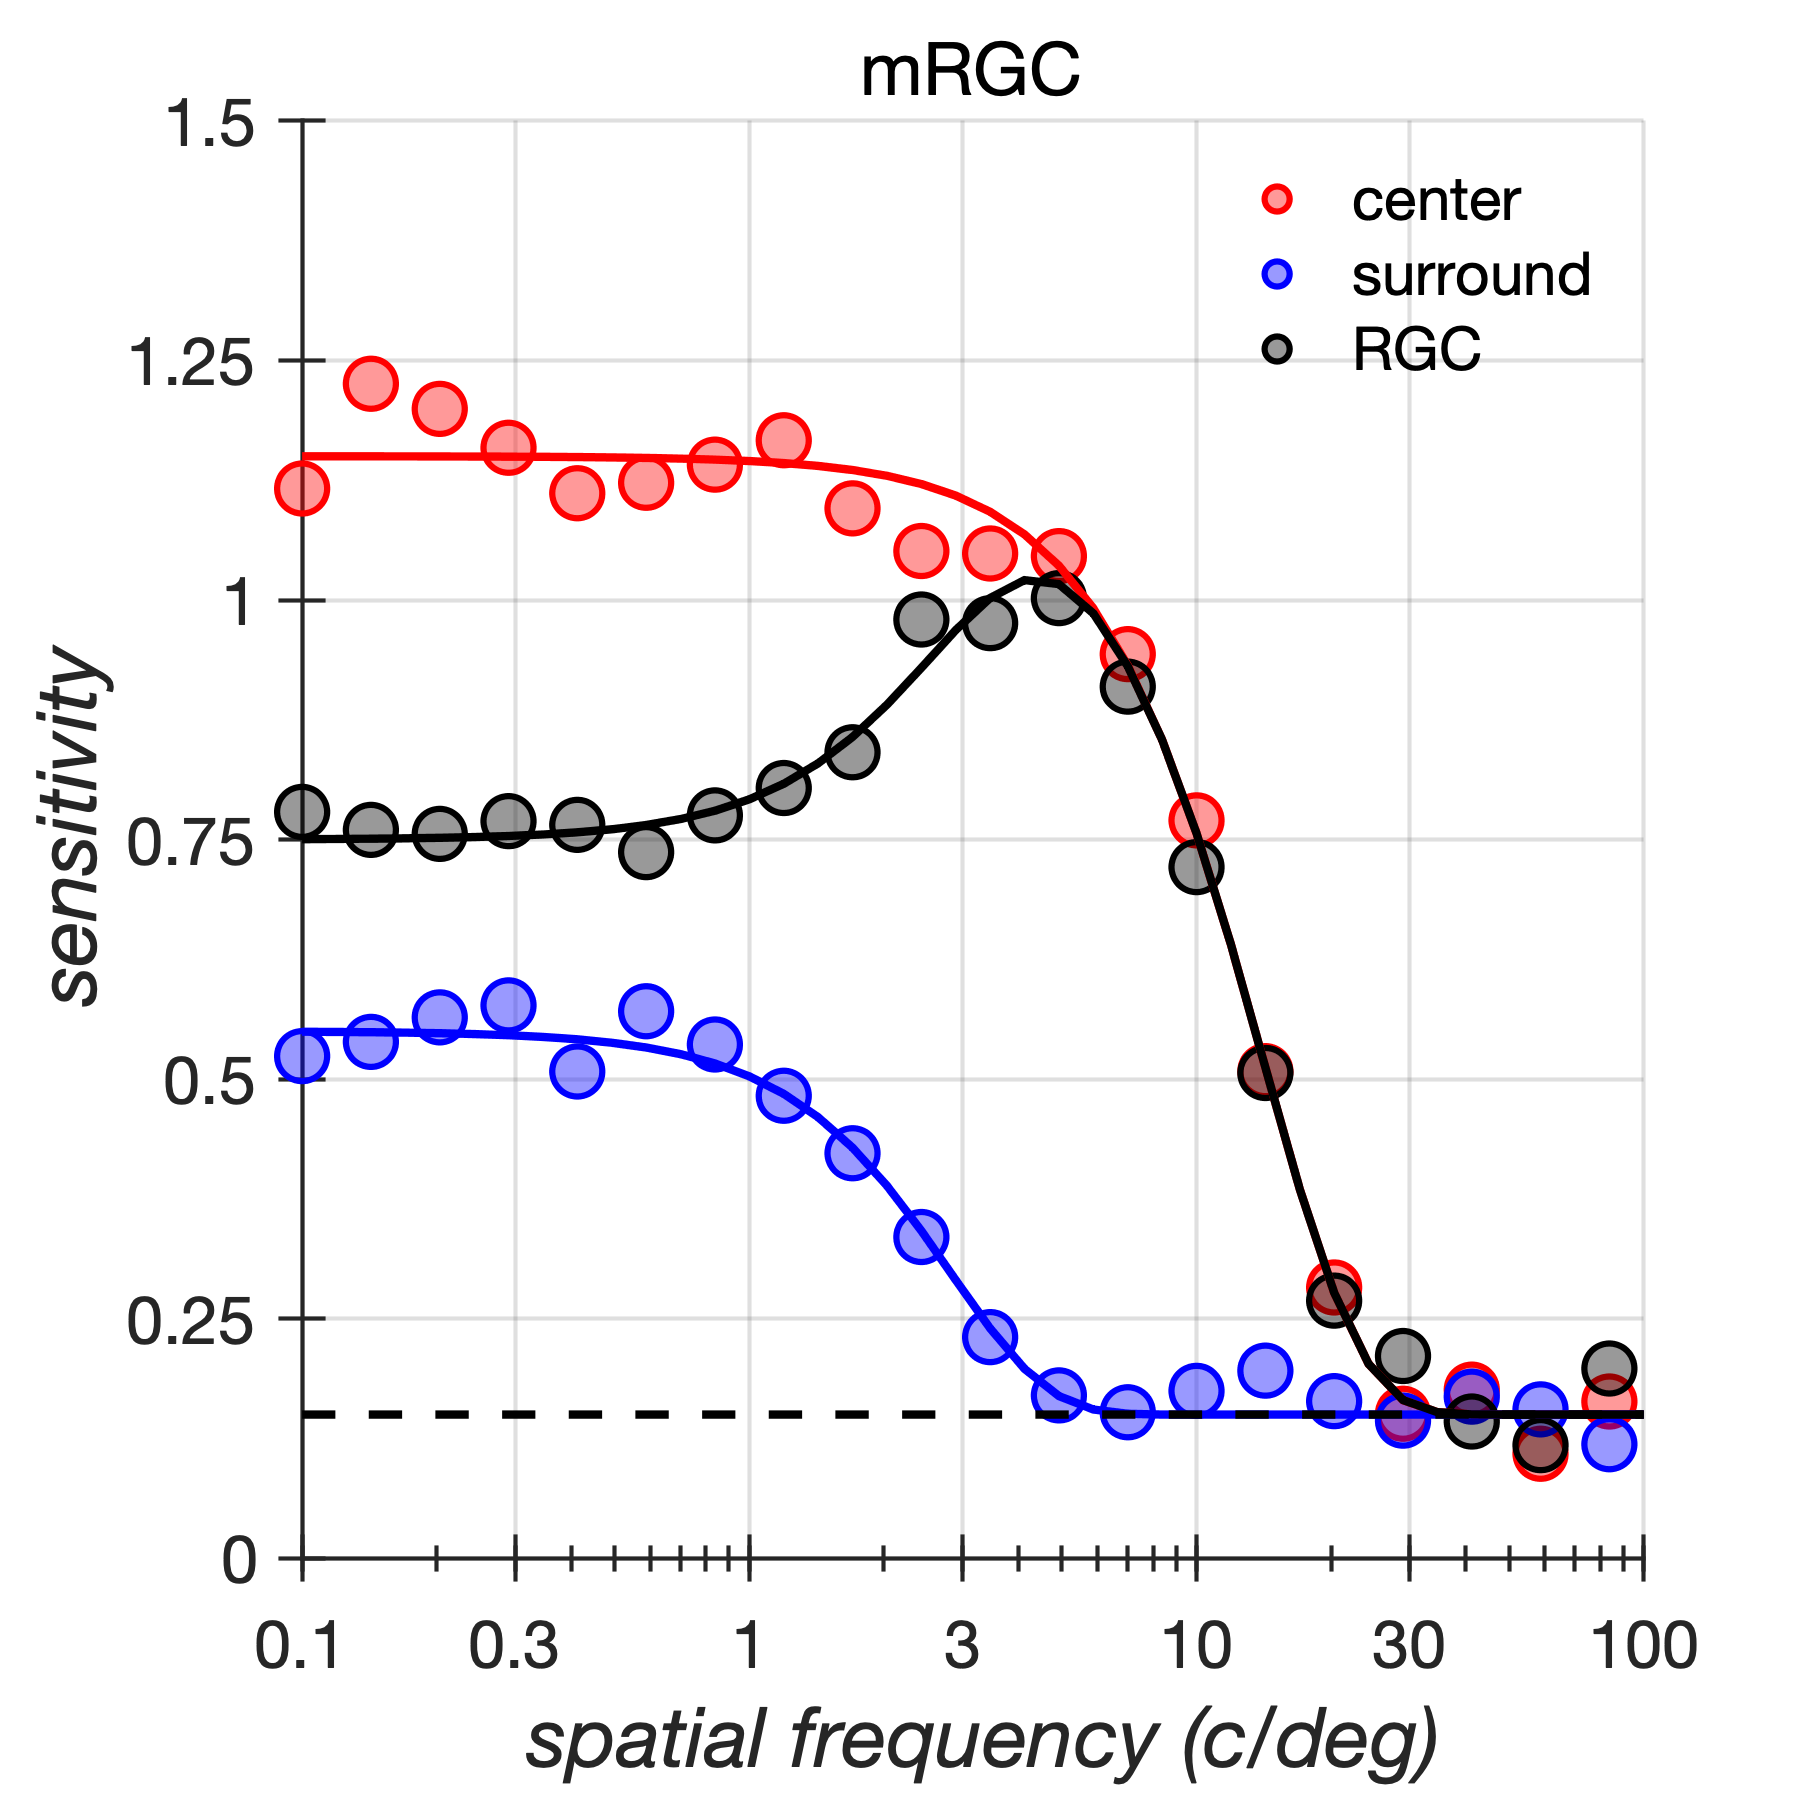 mRGC
1.5
1.25
1
0.75
0.5
0.25
0
sensitivity
center
surround
RGC
0.1 0.3 1 3 10 30 100
spatial frequency (c/deg)